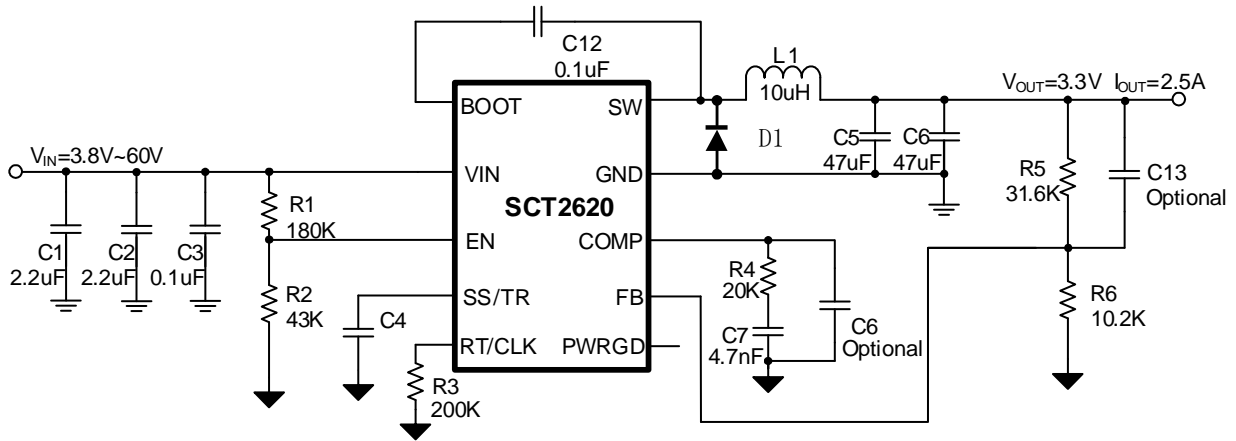 C12
0.1uF
L1
10uH
VOUT=3.3V IOUT=2.5A
BOOT
SW
D1
C5
47uF
C6
47uF
VIN=3.8V~60V
VIN
GND
R5
31.6K
C13
Optional
SCT2620
R1
180K
EN
COMP
C1
2.2uF
C2
2.2uF
C3
0.1uF
R2
43K
SS/TR
FB
R4
20K
C4
R6
10.2K
C6
Optional
C7
4.7nF
RT/CLK
PWRGD
R3
200K